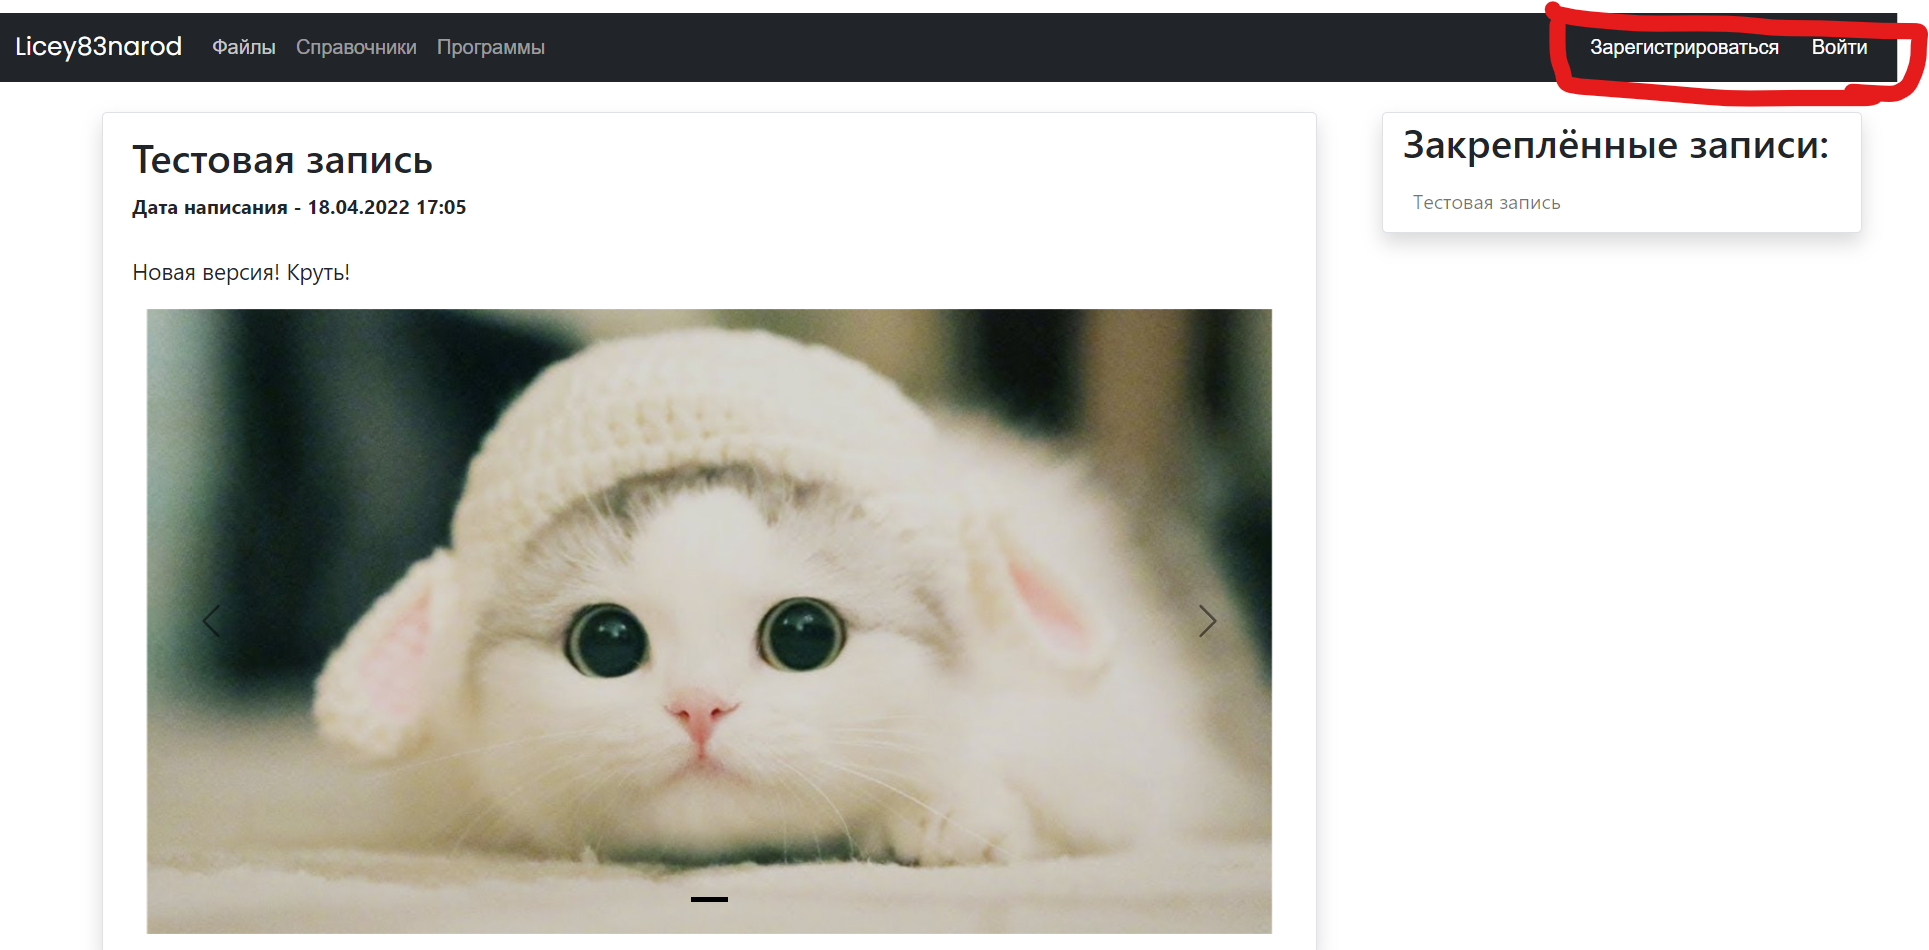 Licey83narod Файлы Справочники Программы Зарегистрироваться Войти
Тестовая запись
Дата написания - 18.04.2022 17:05
Новая версия! Круть!
Закреплённые записи:
Тестовая запись